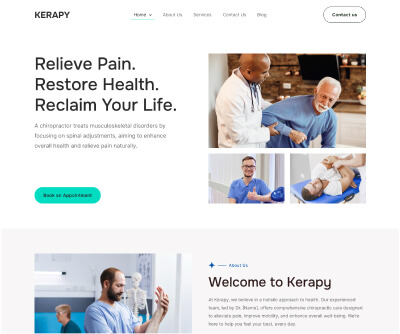 KERAPY
Home
About Us
Services
Contact Us
Blog
Contact us
Relieve Pain.
Restore Health.
Reclaim Your Life.
A chiropractor treats musculoskeletal disorders by
focusing on spinal adjustments, aiming to enhance
overall health and relieve pain naturally.
Book an Appointment
About Us
Welcome to Kerapy
At Kerapy, we believe in a holistic approach to health. Our experienced
team, led by Dr. [Name], offers comprehensive chiropractic care designed
to alleviate pain, improve mobility, and enhance overall well-being. We're
here to help you feel your best, every day.